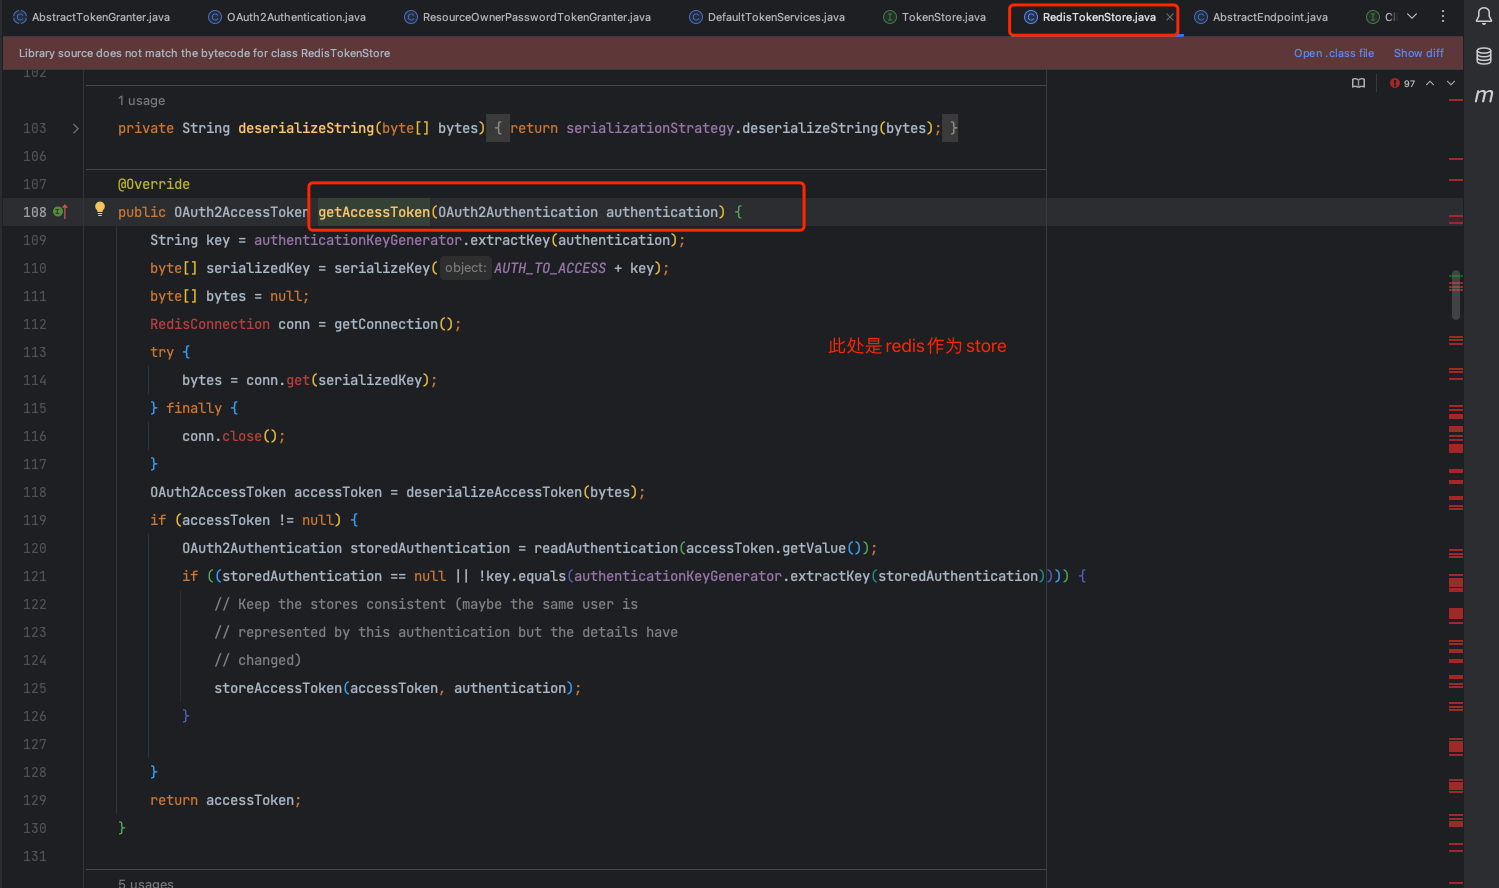 AbstractTokenGranter.java OAuth2Authentication.java ResourceOwnerPasswordTokenGranter.java DefaultTokenServices.java TokenStore.java RedisTokenStore.java AbstractEndpoint.java
Library source does not match the bytecode for class RedisTokenStore Open .class file Show diff
102
97
m
1 usage
103 private String deserializeString(byte[] bytes) { return serializationStrategy.deserializeString(bytes); }
106
107 @Override
108 public OAuth2AccessToken getAccessToken(OAuth2Authentication authentication) {
109 String key = authenticationKeyGenerator.extractKey(authentication);
110 byte[] serializedKey = serializeKey( object: AUTH_TO_ACCESS + key);
111 byte[] bytes = null;
112 RedisConnection conn = getConnection();
113 try {
此处是 redis 作为 store
114 bytes = conn.get(serializedKey);
115 } finally {
116 conn.close();
117 }
118 OAuth2AccessToken accessToken = deserializeAccessToken(bytes);
119 if (accessToken != null) {
120 OAuth2Authentication storedAuthentication = readAuthentication(accessToken.getValue());
121 if ((storedAuthentication == null || !key.equals(authenticationKeyGenerator.extractKey(storedAuthentication)))) {
122 // Keep the stores consistent (maybe the same user is
123 // represented by this authentication but the details have
124 // changed)
125 storeAccessToken(accessToken, authentication);
126 }
127
128 }
129 return accessToken;
130 }
131
5 usages